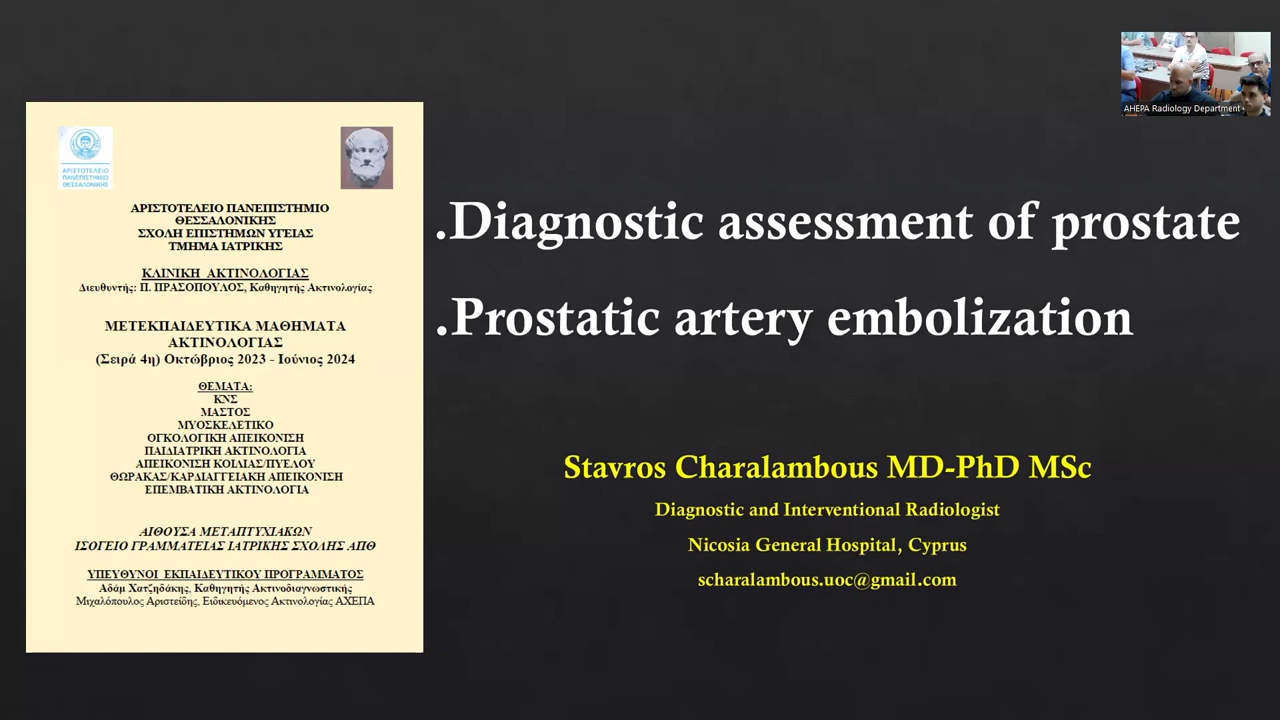 AHEPA Radiology Department
ΑΡΙΣΤΟΤΕΛΕΙΟ
ΠΑΝΕΠΙΣΤΗΜΙΟ
ΘΕΣΣΑΛΟΝΙΚΗΣ
ΑΡΙΣΤΟΤΕΛΕΙΟ ΠΑΝΕΠΙΣΤΗΜΙΟ
ΘΕΣΣΑΛΟΝΙΚΗΣ
ΣΧΟΛΗ ΕΠΙΣΤΗΜΩΝ ΥΓΕΙΑΣ
ΤΜΗΜΑ ΙΑΤΡΙΚΗΣ
ΚΛΙΝΙΚΗ ΑΚΤΙΝΟΛΟΓΙΑΣ
Διευθυντής: Π. ΠΡΑΣΟΠΟΥΛΟΣ, Καθηγητής Ακτινολογίας
ΜΕΤΕΚΠΑΙΔΕΥΤΙΚΑ ΜΑΘΗΜΑΤΑ
ΑΚΤΙΝΟΛΟΓΙΑΣ
(Σειρά 4η) Οκτώβριος 2023 - Ιούνιος 2024
ΘΕΜΑΤΑ:
ΚΝΣ
ΜΑΣΤΟΣ
ΜΥΟΣΚΕΛΕΤΙΚΟ
ΟΓΚΟΛΟΓΙΚΗ ΑΠΕΙΚΟΝΙΣΗ
ΠΑΙΔΙΑΤΡΙΚΗ ΑΚΤΙΝΟΛΟΓΙΑ
ΑΠΕΙΚΟΝΙΣΗ ΚΟΙΛΙΑΣ/ΠΥΕΛΟΥ
ΘΩΡΑΚΑΣ/ΚΑΡΔΙΑΓΓΕΙΑΚΗ ΑΠΕΙΚΟΝΙΣΗ
ΕΠΕΜΒΑΤΙΚΗ ΑΚΤΙΝΟΛΟΓΙΑ
ΑΙΘΟΥΣΑ ΜΕΤΑΠΤΥΧΙΑΚΩΝ
ΙΣΟΓΕΙΟ ΓΡΑΜΜΑΤΕΙΑΣ ΙΑΤΡΙΚΗΣ ΣΧΟΛΗΣ ΑΠΘ
ΥΠΕΥΘΥΝΟΙ ΕΚΠΑΙΔΕΥΤΙΚΟΥ ΠΡΟΓΡΑΜΜΑΤΟΣ
Αδάμ Χατζηδάκης, Καθηγητής Ακτινοδιαγνωστικής
Μιχαλόπουλος Αριστείδης, Ειδικευόμενος Ακτινολογίας ΑΧΕΠΑ
.Diagnostic assessment of prostate
.Prostatic artery embolization
Stavros Charalambous MD-PhD MSc
Diagnostic and Interventional Radiologist
Nicosia General Hospital, Cyprus
scharalambous.uoc@gmail.com